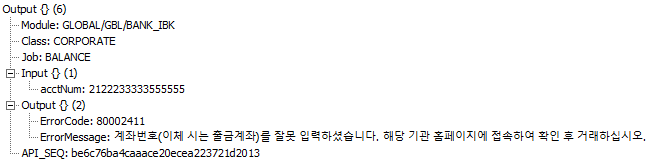 Output {} (6)
Module: GLOBAL/GBL/BANK_IBK
Class: CORPORATE
Job: BALANCE
Input {} (1)
acctNum: 2122233333555555
Output {} (2)
ErrorCode: 80002411
ErrorMessage: 계좌번호(이체 시는 출금계좌)를 잘못 입력하셨습니다. 해당 기관 홈페이지에 접속하여 확인 후 거래하십시오.
API_SEQ: be6c76ba4caaace20ecea223721d2013